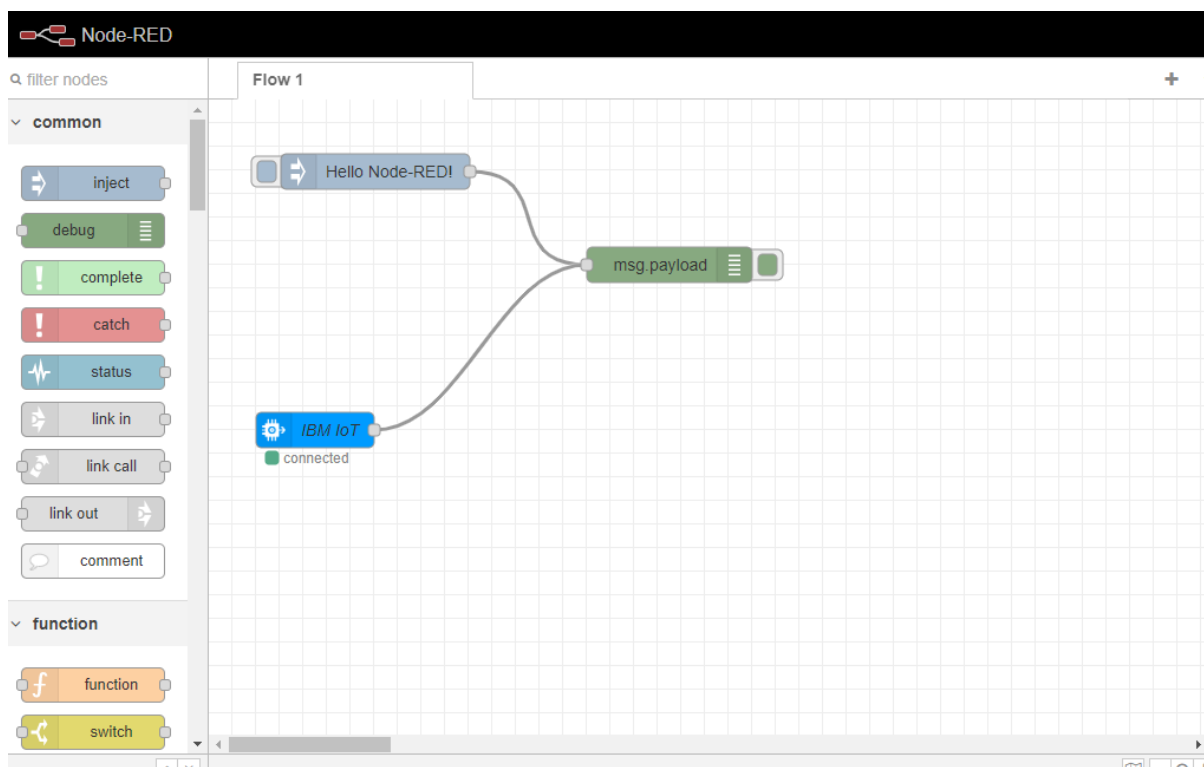 Node-RED
filter nodes
Flow 1
common
inject
debug
complete
catch
status
link in
link call
link out
comment
function
function
switch
Hello Node-RED!
msg.payload
IBM IoT
connected